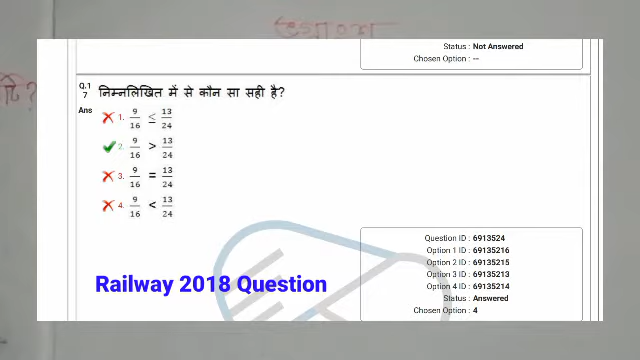 Status : Not Answered
Chosen Option : --
Q.1
7
निम्नलिखित में से कौन सा सही है?
Ans
1. 9/16 ≤ 13/24
2. 9/16 > 13/24
3. 9/16 = 13/24
4. 9/16 < 13/24
Question ID : 6913524
Option 1 ID : 69135216
Option 2 ID : 69135215
Option 3 ID : 69135213
Option 4 ID : 69135214
Status : Answered
Chosen Option : 4
Railway 2018 Question